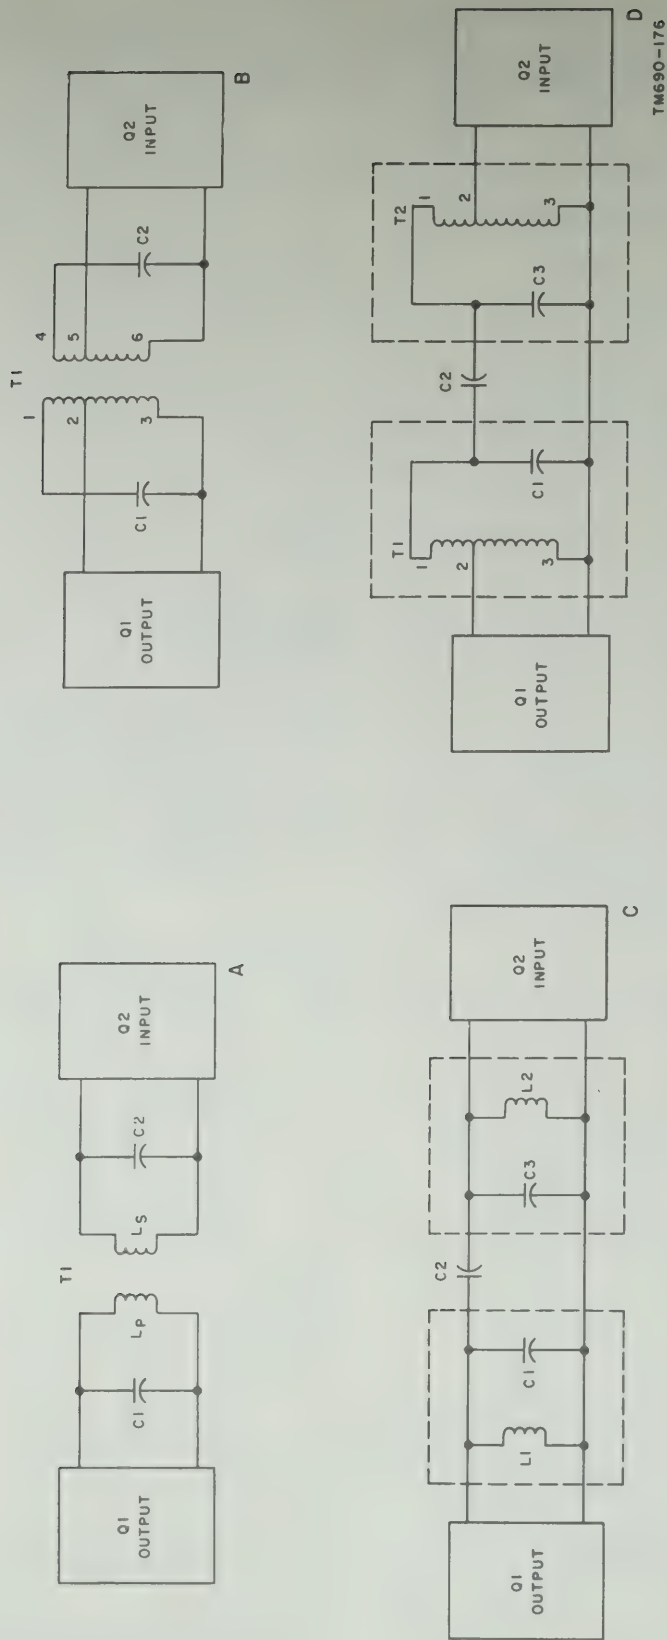 Q1
OUTPUT
C1
T1
LP
LS
C2
Q2
INPUT
A
Q1
OUTPUT
C1
T1
1
2
3
4
5
6
C2
Q2
INPUT
B
Q1
OUTPUT
L1
C1
C2
C3
L2
Q2
INPUT
C
Q1
OUTPUT
T1
1
2
3
C1
C2
C3
T2
1
2
3
Q2
INPUT
D
TM690-176